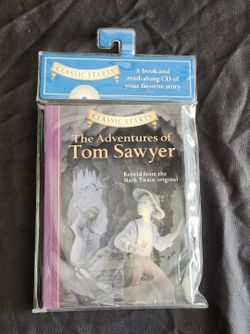 CLASSIC STARTS
A book and
read-along CD of
your favorite story
CLASSIC STARTS
The Adventures of
Tom Sawyer
Retold from the
Mark Twain original